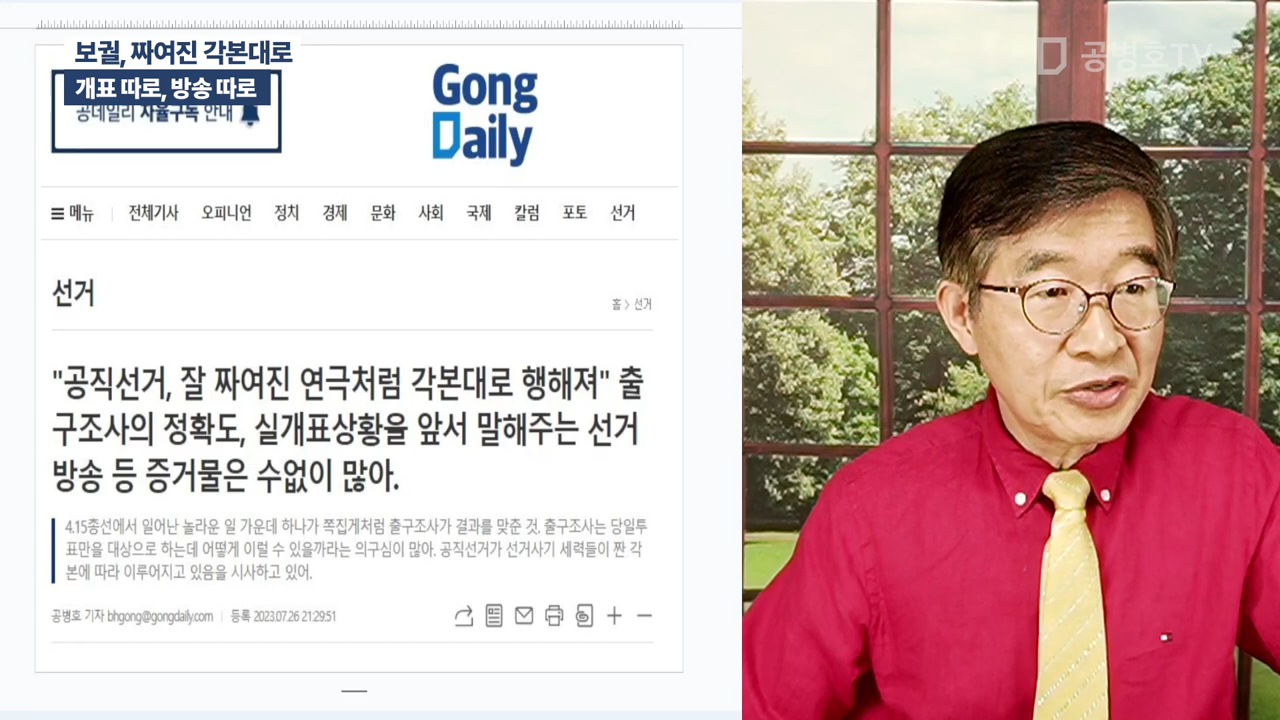 보궐, 짜여진 각본대로
개표 따로, 방송 따로
공데일리 자율구독 안내
Gong
Daily
공병호TV
메뉴
전체기사 오피니언 정치 경제 문화 사회 국제 칼럼 포토 선거
선거
홈 > 선거
"공직선거, 잘 짜여진 연극처럼 각본대로 행해져" 출
구조사의 정확도, 실개표상황을 앞서 말해주는 선거
방송 등 증거물은 수없이 많아.
4.15총선에서 일어난 놀라운 일 가운데 하나가 쪽집게처럼 출구조사가 결과를 맞춘 것. 출구조사는 당일투
표만을 대상으로 하는데 어떻게 이럴 수 있을까라는 의구심이 많아. 공직선거가 선거사기 세력들이 짠 각
본에 따라 이루어지고 있음을 시사하고 있어.
공병호 기자 bhgong@gongdaily.com | 등록 2023.07.26 21:29:51